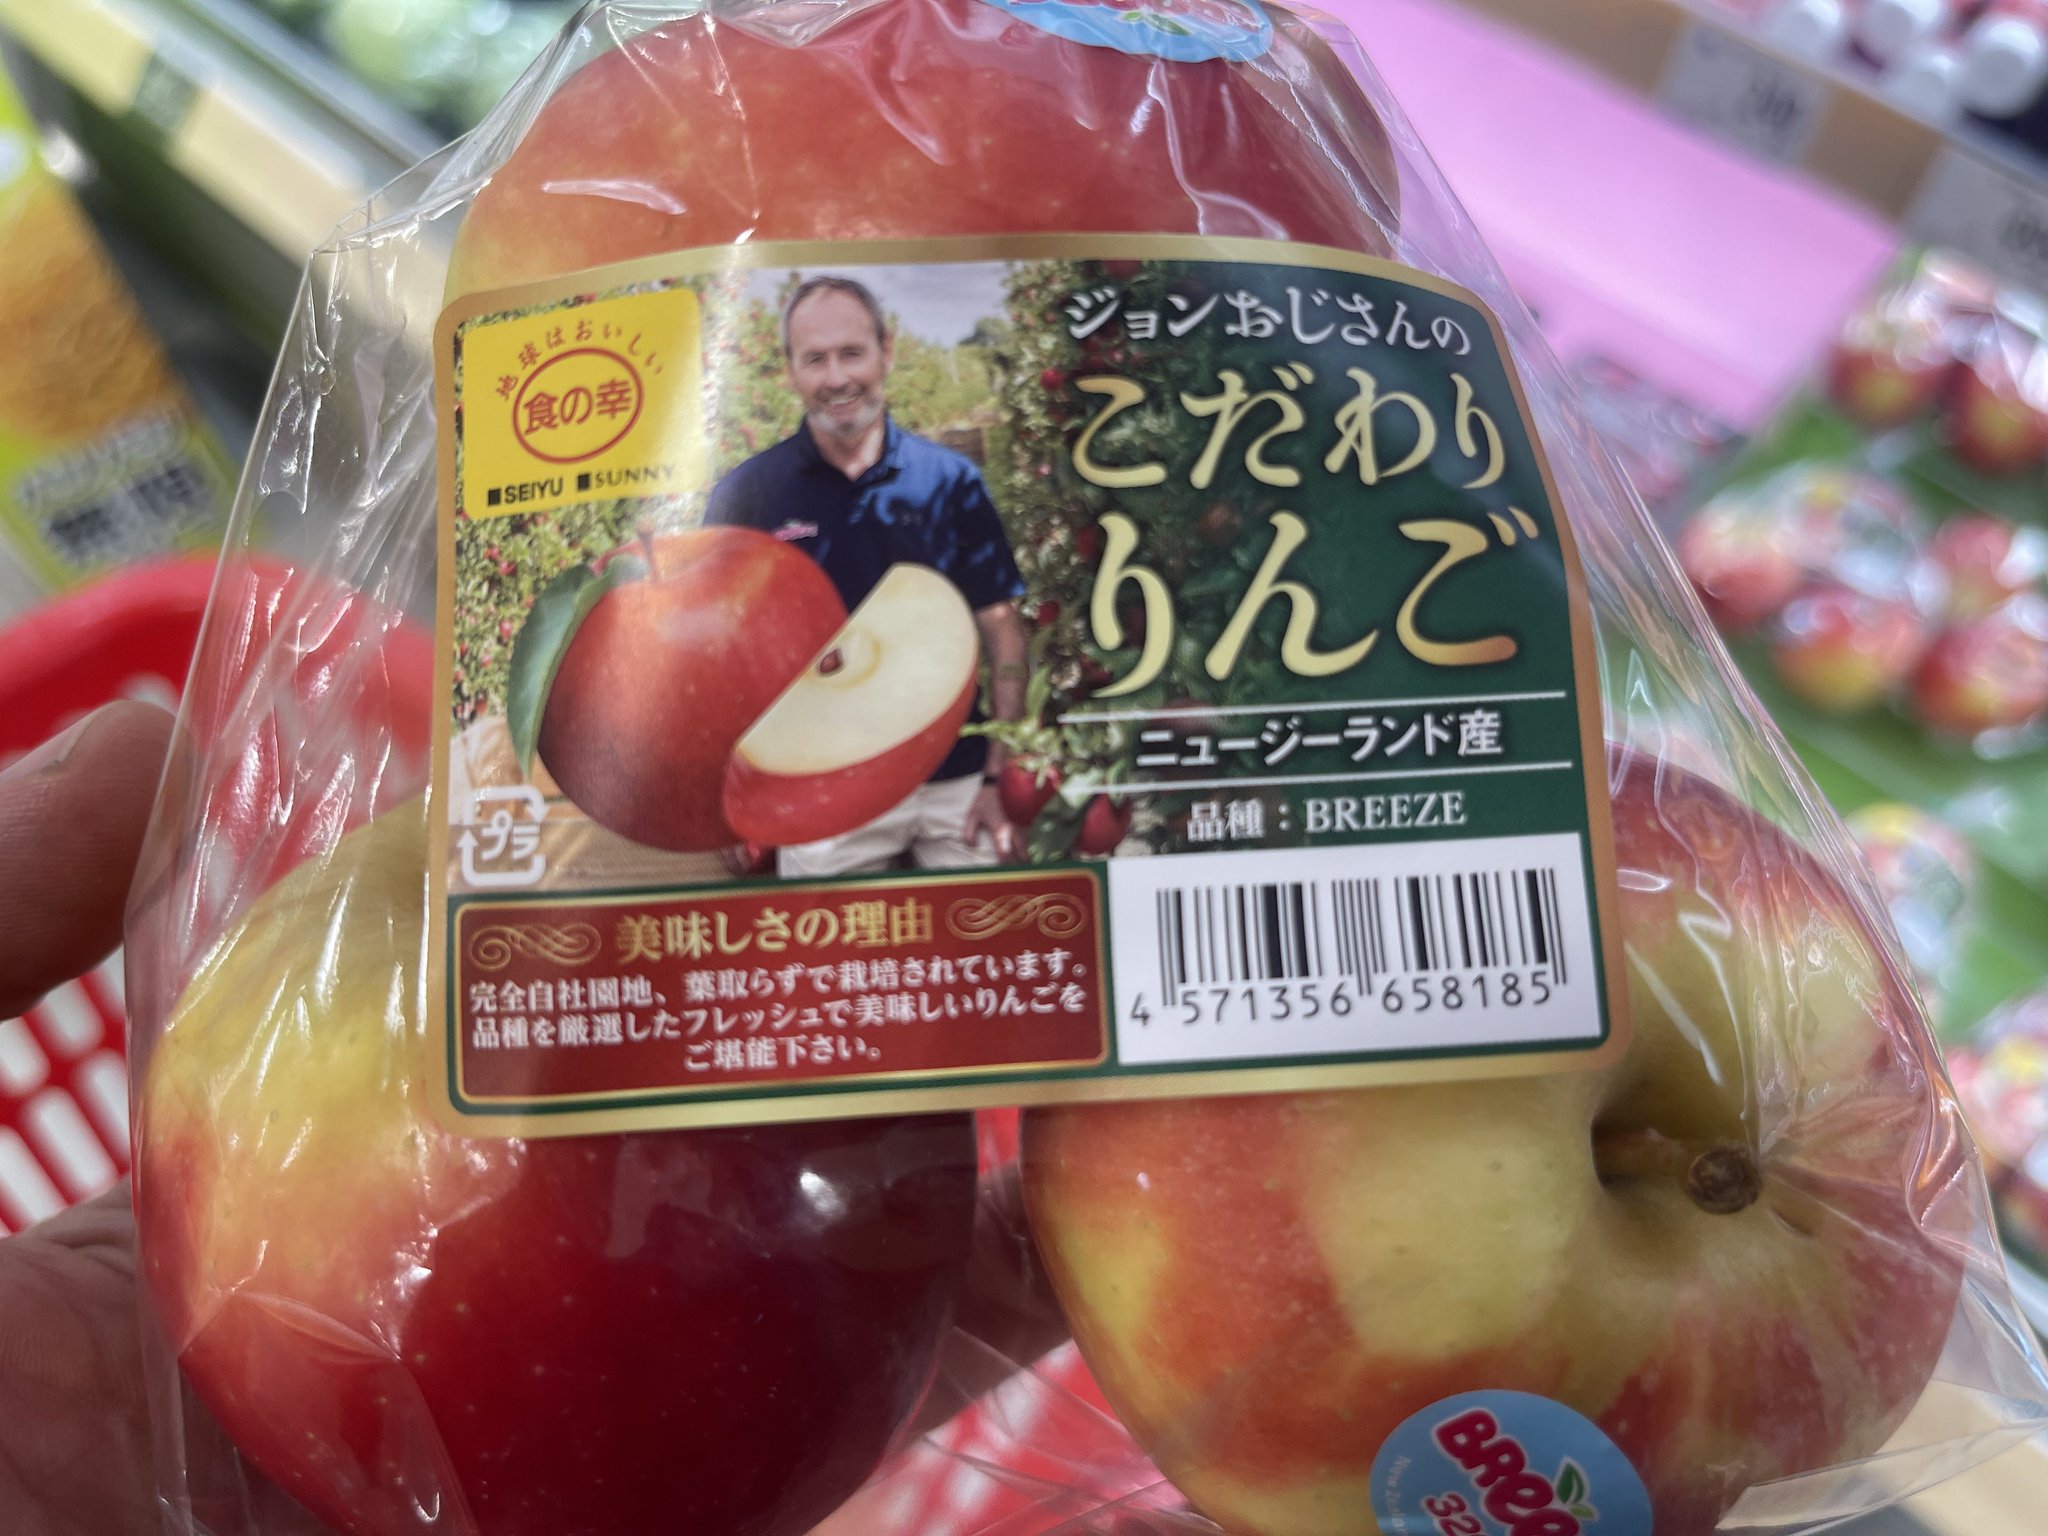 地球はおいしい
食の幸
■SEIYU ■SUNNY
ジョンおじさんの
こだわり
りんご
ニュージーランド産
品種：BREEZE
プラ
美味しさの理由
完全自社園地、葉取らずで栽培されています。
品種を厳選したフレッシュで美味しいりんごを
ご堪能下さい。
4 571356 658185